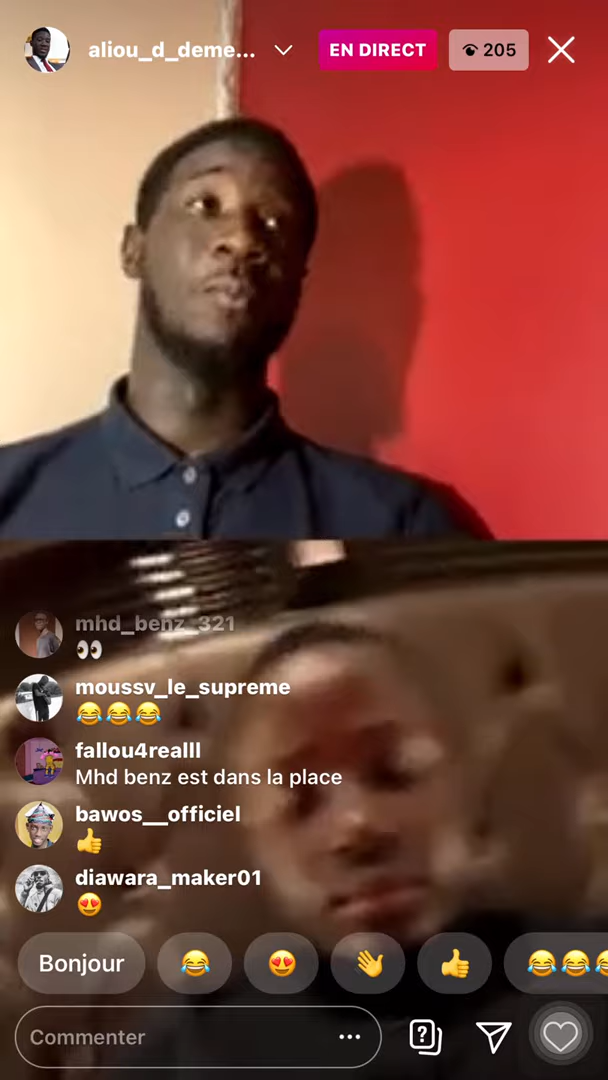 aliou_d_deme...
EN DIRECT
205
mhd_benz_321
👀
moussv_le_supreme
😂😂😂
fallou4realll
Mhd benz est dans la place
bawos__officiel
👍
diawara_maker01
😍
Bonjour 😂 😍 👋 👍 😂😂😂
Commenter